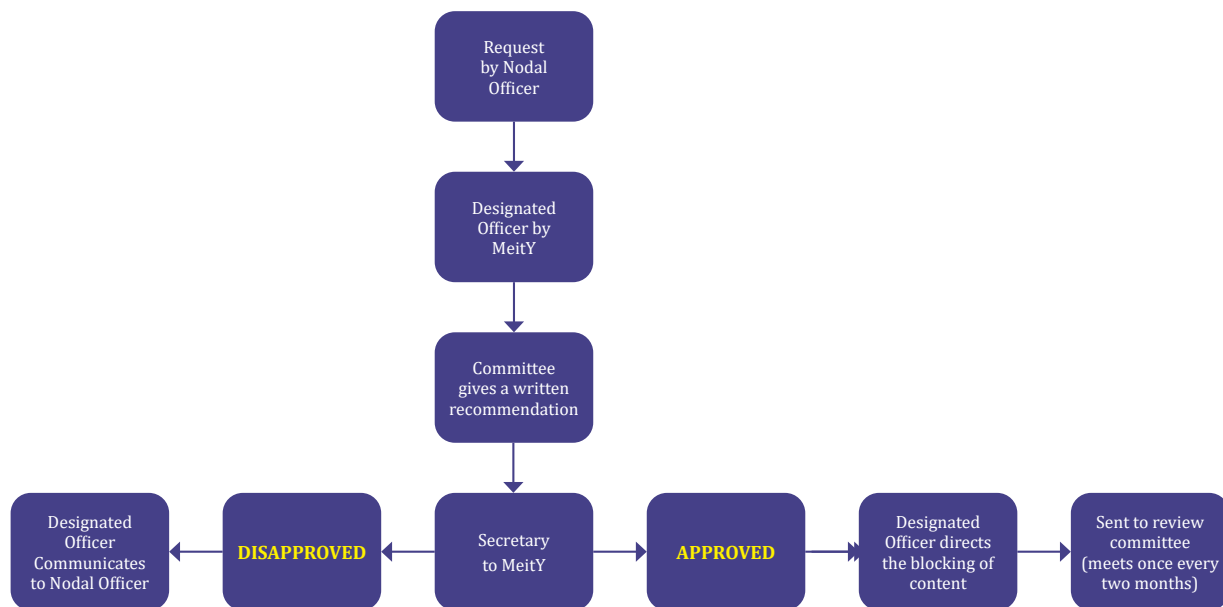 Request
by Nodal
Officer
Designated
Officer by
MeitY
Committee
gives a written
recommendation
Designated
Officer
Communicates
to Nodal Officer
DISAPPROVED
Secretary
to MeitY
APPROVED
Designated
Officer directs
the blocking of
content
Sent to review
committee
(meets once every
two months)